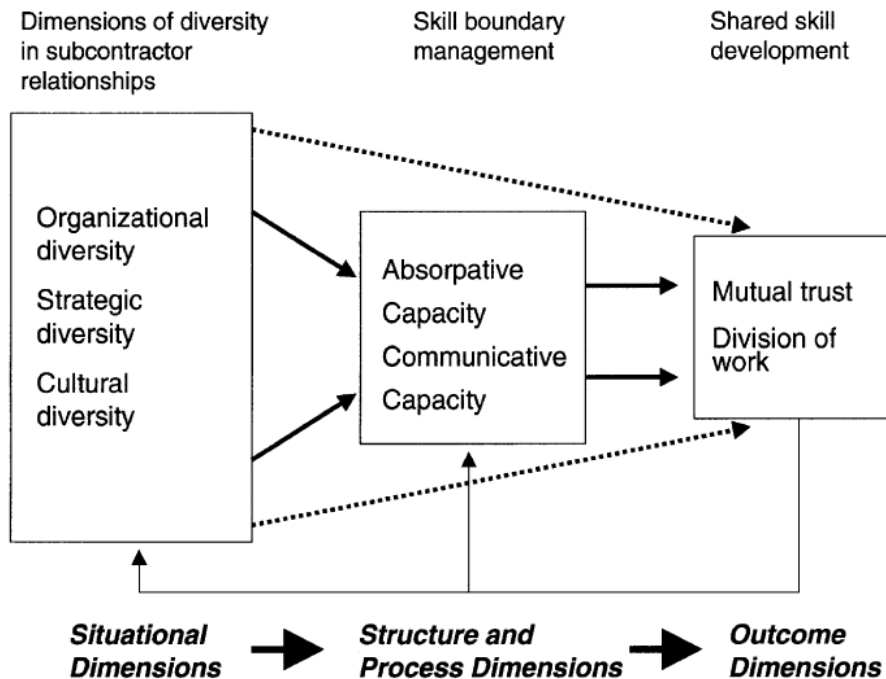 Dimensions of diversity
in subcontractor
relationships
Skill boundary
management
Shared skill
development
Organizational
diversity
Strategic
diversity
Cultural
diversity
Absorpative
Capacity
Communicative
Capacity
Mutual trust
Division of
work
Situational
Dimensions
Structure and
Process Dimensions
Outcome
Dimensions